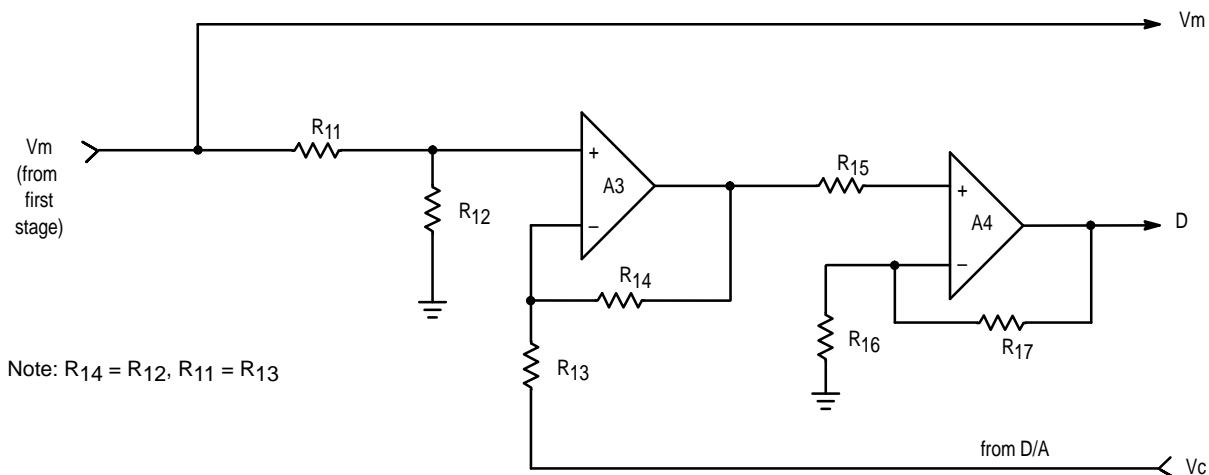 Vm
R11
Vm
(from
first
stage)
+
A3
–
R12
R15
+
A4
–
D
R14
R16
R17
R13
Note: R14 = R12, R11 = R13
from D/A
Vc